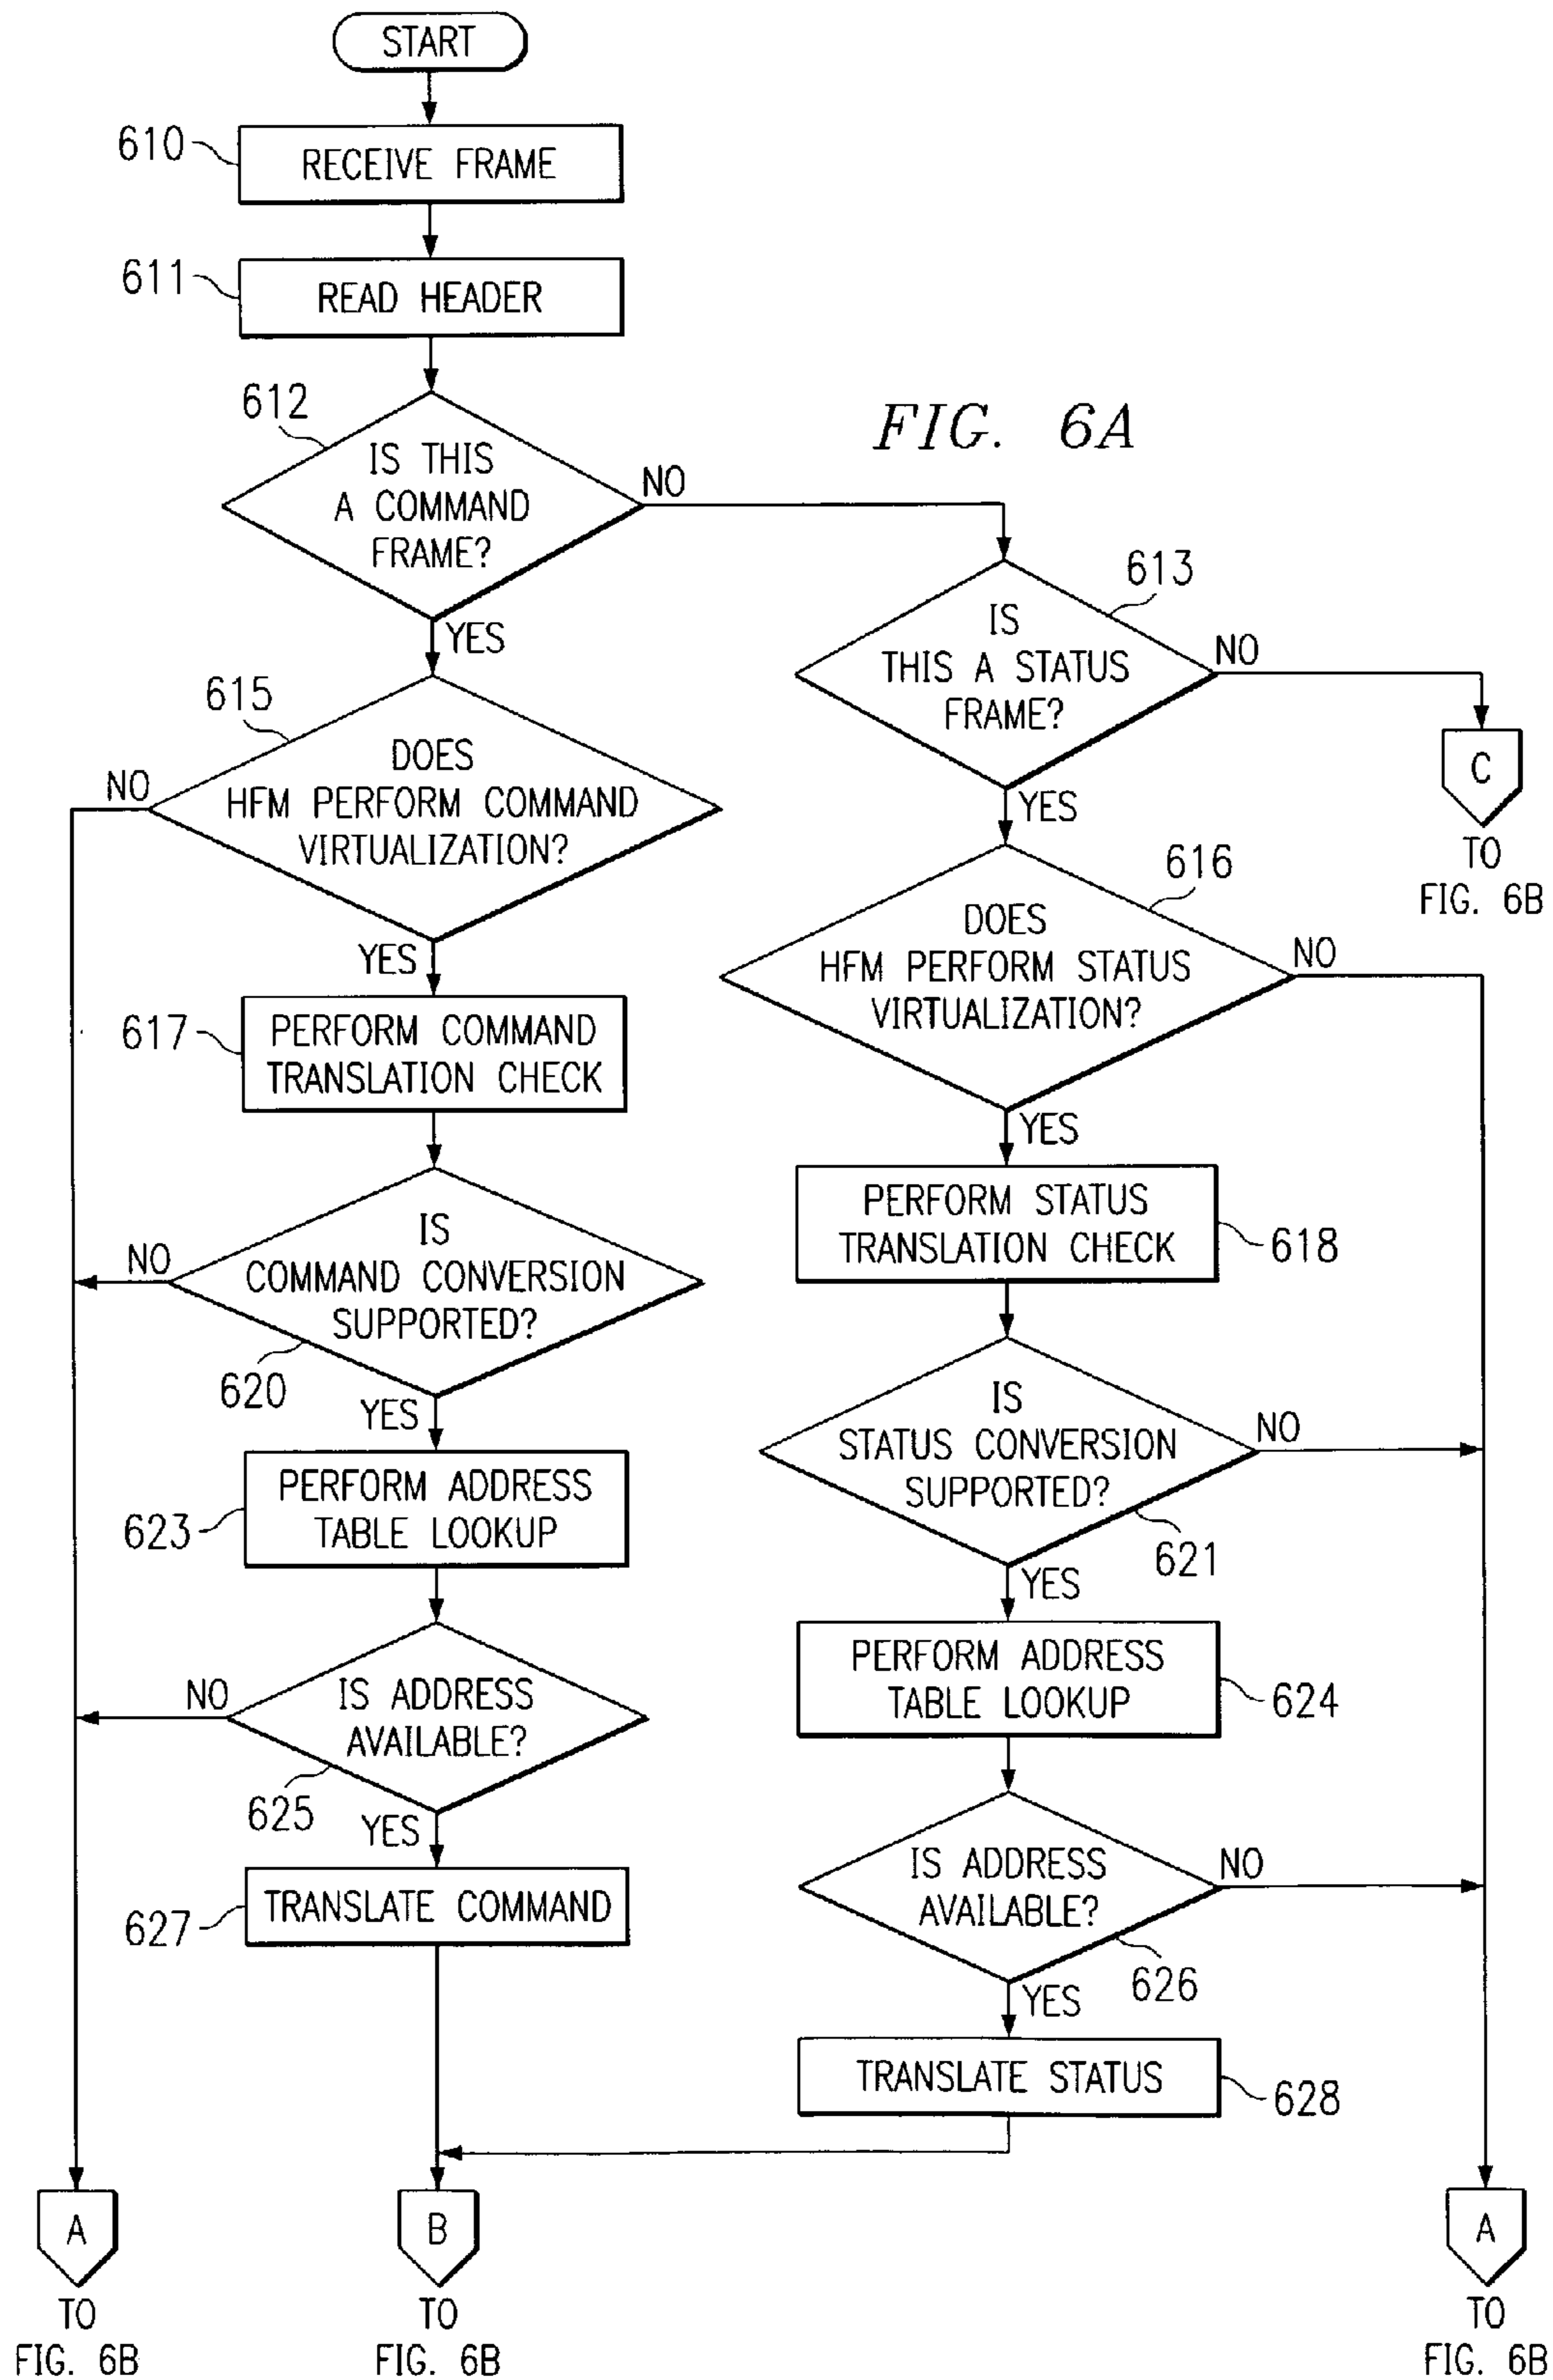 START
610
RECEIVE FRAME
611
READ HEADER
612
IS THIS
A COMMAND
FRAME?
NO
YES
FIG. 6A
613
IS
THIS A STATUS
FRAME?
NO
YES
C
TO
FIG. 6B
615
DOES
HFM PERFORM COMMAND
VIRTUALIZATION?
NO
YES
616
DOES
HFM PERFORM STATUS
VIRTUALIZATION?
NO
YES
617
PERFORM COMMAND
TRANSLATION CHECK
PERFORM STATUS
TRANSLATION CHECK
618
IS
COMMAND CONVERSION
SUPPORTED?
NO
620
YES
IS
STATUS CONVERSION
SUPPORTED?
NO
621
YES
623
PERFORM ADDRESS
TABLE LOOKUP
PERFORM ADDRESS
TABLE LOOKUP
624
IS ADDRESS
AVAILABLE?
NO
625
YES
IS ADDRESS
AVAILABLE?
NO
626
YES
627
TRANSLATE COMMAND
TRANSLATE STATUS
628
A
TO
FIG. 6B
B
TO
FIG. 6B
A
TO
FIG. 6B